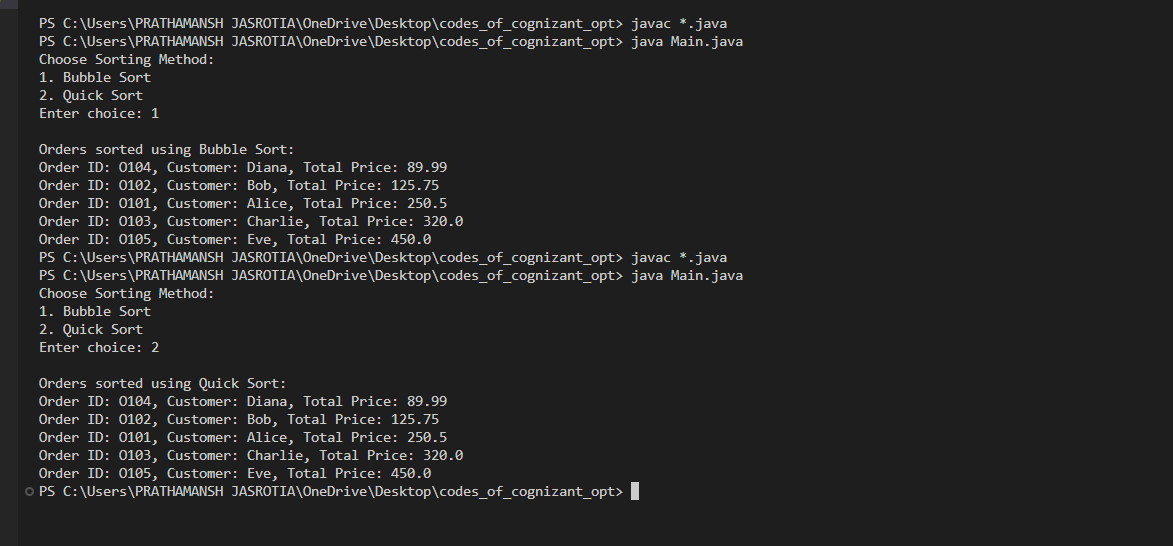 PS C:\Users\PRATHAMANSH JASROTIA\OneDrive\Desktop\codes_of_cognizant_opt> javac *.java
PS C:\Users\PRATHAMANSH JASROTIA\OneDrive\Desktop\codes_of_cognizant_opt> java Main.java
Choose Sorting Method:
1. Bubble Sort
2. Quick Sort
Enter choice: 1
Orders sorted using Bubble Sort:
Order ID: O104, Customer: Diana, Total Price: 89.99
Order ID: O102, Customer: Bob, Total Price: 125.75
Order ID: O101, Customer: Alice, Total Price: 250.5
Order ID: O103, Customer: Charlie, Total Price: 320.0
Order ID: O105, Customer: Eve, Total Price: 450.0
PS C:\Users\PRATHAMANSH JASROTIA\OneDrive\Desktop\codes_of_cognizant_opt> javac *.java
PS C:\Users\PRATHAMANSH JASROTIA\OneDrive\Desktop\codes_of_cognizant_opt> java Main.java
Choose Sorting Method:
1. Bubble Sort
2. Quick Sort
Enter choice: 2
Orders sorted using Quick Sort:
Order ID: O104, Customer: Diana, Total Price: 89.99
Order ID: O102, Customer: Bob, Total Price: 125.75
Order ID: O101, Customer: Alice, Total Price: 250.5
Order ID: O103, Customer: Charlie, Total Price: 320.0
Order ID: O105, Customer: Eve, Total Price: 450.0
PS C:\Users\PRATHAMANSH JASROTIA\OneDrive\Desktop\codes_of_cognizant_opt>